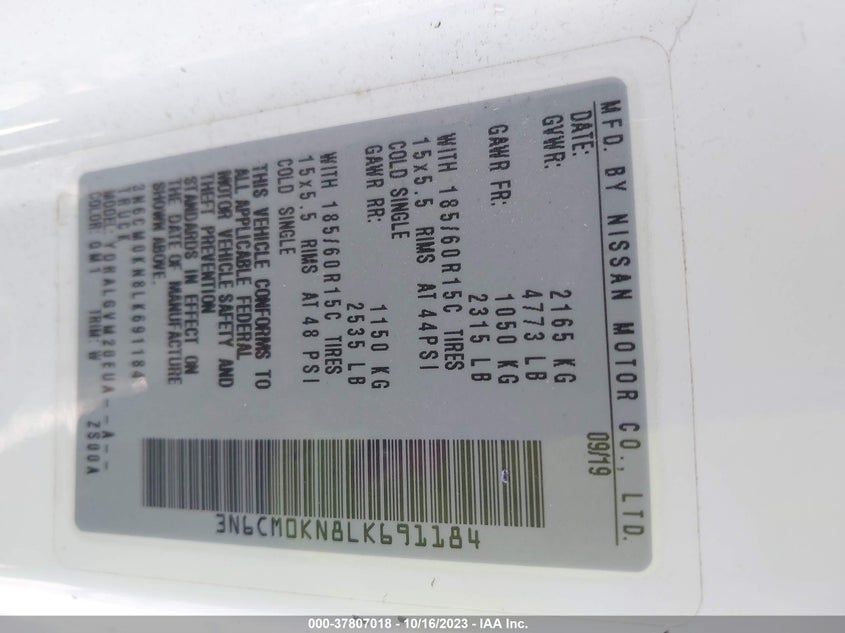 MFD. BY NISSAN MOTOR CO., LTD.
DATE: 09/19
GVWR: 2165 KG
4773 LB
GAWR FR: 1050 KG
2315 LB
WITH 185/60R15C TIRES
15x5.5 RIMS AT 44PSI
COLD SINGLE
GAWR RR: 1150 KG
2535 LB
WITH 185/60R15C TIRES
15x5.5 RIMS AT 48 PSI
COLD SINGLE
THIS VEHICLE CONFORMS TO
ALL APPLICABLE FEDERAL
MOTOR VEHICLE SAFETY AND
THEFT PREVENTION
STANDARDS IN EFFECT ON
THE DATE OF MANUFACTURE
SHOWN ABOVE.
3N6CM0KN8LK691184
TRUCK
MODEL: YDRALGVM20EUA--A--
COLOR: QM1 TRIM: W ZS00A
3N6CM0KN8LK691184
000-37807018 - 10/16/2023 - IAA Inc.